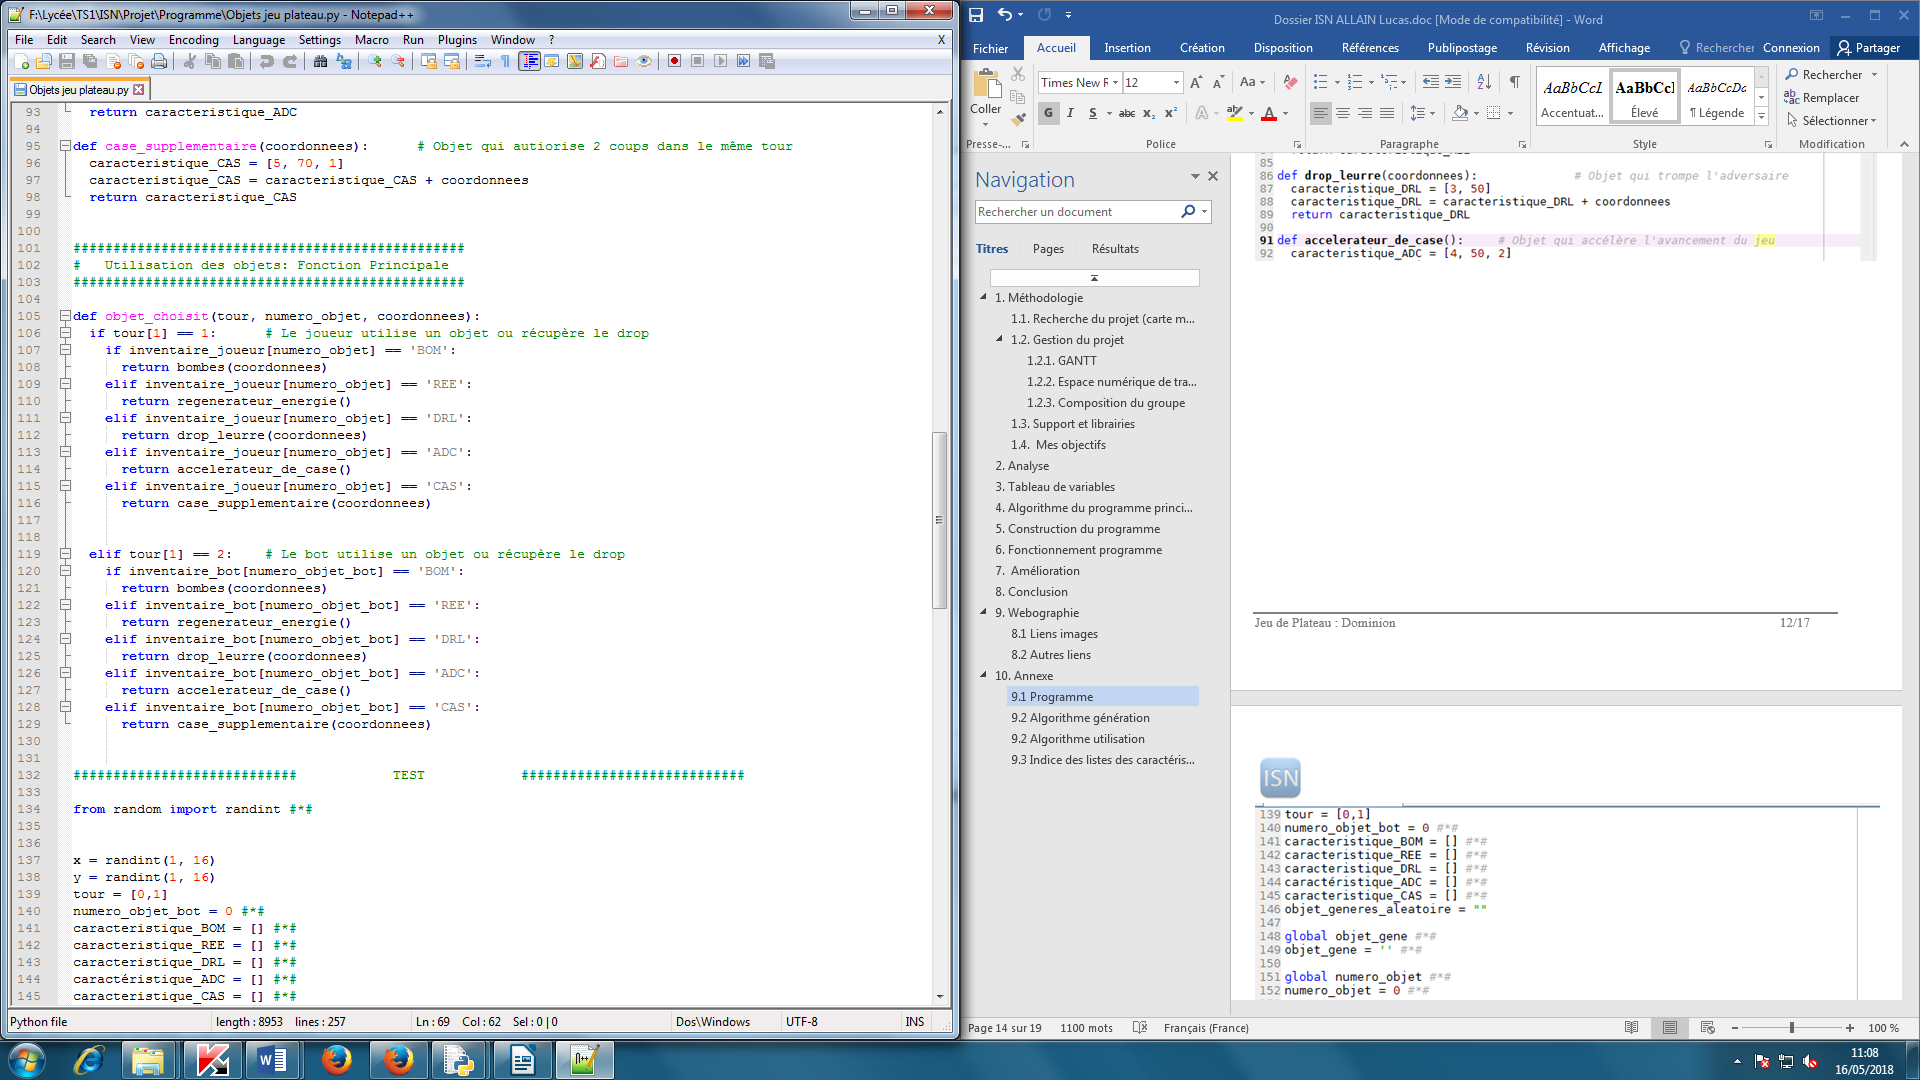 F:\Lycée\TS1\ISN\Projet\Programme\Objets jeu plateau.py - Notepad++
File Edit Search View Encoding Language Settings Macro Run Plugins Window ? X
Objets jeu plateau.py
93 return caracteristique_ADC
94
95 def case_supplementaire(coordonnees): # Objet qui autiorise 2 coups dans le même tour
96 caracteristique_CAS = [5, 70, 1]
97 caracteristique_CAS = caracteristique_CAS + coordonnees
98 return caracteristique_CAS
99
100
101 #################################################
102 # Utilisation des objets: Fonction Principale
103 #################################################
104
105 def objet_choisit(tour, numero_objet, coordonnees):
106 if tour[1] == 1: # Le joueur utilise un objet ou récupère le drop
107 if inventaire_joueur[numero_objet] == 'BOM':
108 return bombes(coordonnees)
109 elif inventaire_joueur[numero_objet] == 'REE':
110 return regenerateur_energie()
111 elif inventaire_joueur[numero_objet] == 'DRL':
112 return drop_leurre(coordonnees)
113 elif inventaire_joueur[numero_objet] == 'ADC':
114 return accelerateur_de_case()
115 elif inventaire_joueur[numero_objet] == 'CAS':
116 return case_supplementaire(coordonnees)
117
118
119 elif tour[1] == 2: # Le bot utilise un objet ou récupère le drop
120 if inventaire_bot[numero_objet_bot] == 'BOM':
121 return bombes(coordonnees)
122 elif inventaire_bot[numero_objet_bot] == 'REE':
123 return regenerateur_energie()
124 elif inventaire_bot[numero_objet_bot] == 'DRL':
125 return drop_leurre(coordonnees)
126 elif inventaire_bot[numero_objet_bot] == 'ADC':
127 return accelerateur_de_case()
128 elif inventaire_bot[numero_objet_bot] == 'CAS':
129 return case_supplementaire(coordonnees)
130
131
132 ############################ TEST ############################
133
134 from random import randint #*#
135
136
137 x = randint(1, 16)
138 y = randint(1, 16)
139 tour = [0,1]
140 numero_objet_bot = 0 #*#
141 caracteristique_BOM = [] #*#
142 caracteristique_REE = [] #*#
143 caracteristique_DRL = [] #*#
144 caractéristique_ADC = [] #*#
145 caracteristique_CAS = [] #*#
Python file length : 8953 lines : 257 Ln : 69 Col : 62 Sel : 0 | 0 Dos\Windows UTF-8 INS
Dossier ISN ALLAIN Lucas.doc [Mode de compatibilité] - Word
Fichier Accueil Insertion Création Disposition Références Publipostage Révision Affichage Rechercher Connexion Partager
Coller
Times New R 12
G I S abc x₂ x²
AaBbCcI AaBbCcI AaBbCcDc
Accentuat... Élevé ¶ Légende
Rechercher
Remplacer
Sélectionner
Presse-... Police Paragraphe Style Modification
Navigation
Rechercher un document
Titres Pages Résultats
1. Méthodologie
1.1. Recherche du projet (carte m...
1.2. Gestion du projet
1.2.1. GANTT
1.2.2. Espace numérique de tra...
1.2.3. Composition du groupe
1.3. Support et librairies
1.4. Mes objectifs
2. Analyse
3. Tableau de variables
4. Algorithme du programme princi...
5. Construction du programme
6. Fonctionnement programme
7. Amélioration
8. Conclusion
9. Webographie
8.1 Liens images
8.2 Autres liens
10. Annexe
9.1 Programme
9.2 Algorithme génération
9.2 Algorithme utilisation
9.3 Indice des listes des caractéris...
85
86 def drop_leurre(coordonnees): # Objet qui trompe l'adversaire
87 caracteristique_DRL = [3, 50]
88 caracteristique_DRL = caracteristique_DRL + coordonnees
89 return caracteristique_DRL
90
91 def accelerateur_de_case(): # Objet qui accélère l'avancement du jeu
92 caracteristique_ADC = [4, 50, 2]
Jeu de Plateau : Dominion 12/17
ISN
139 tour = [0,1]
140 numero_objet_bot = 0 #*#
141 caracteristique_BOM = [] #*#
142 caracteristique_REE = [] #*#
143 caracteristique_DRL = [] #*#
144 caractéristique_ADC = [] #*#
145 caracteristique_CAS = [] #*#
146 objet_generes_aleatoire = ""
147
148 global objet_gene #*#
149 objet_gene = '' #*#
150
151 global numero_objet #*#
152 numero_objet = 0 #*#
Page 14 sur 19 1100 mots Français (France) 100 %
11:08
16/05/2018